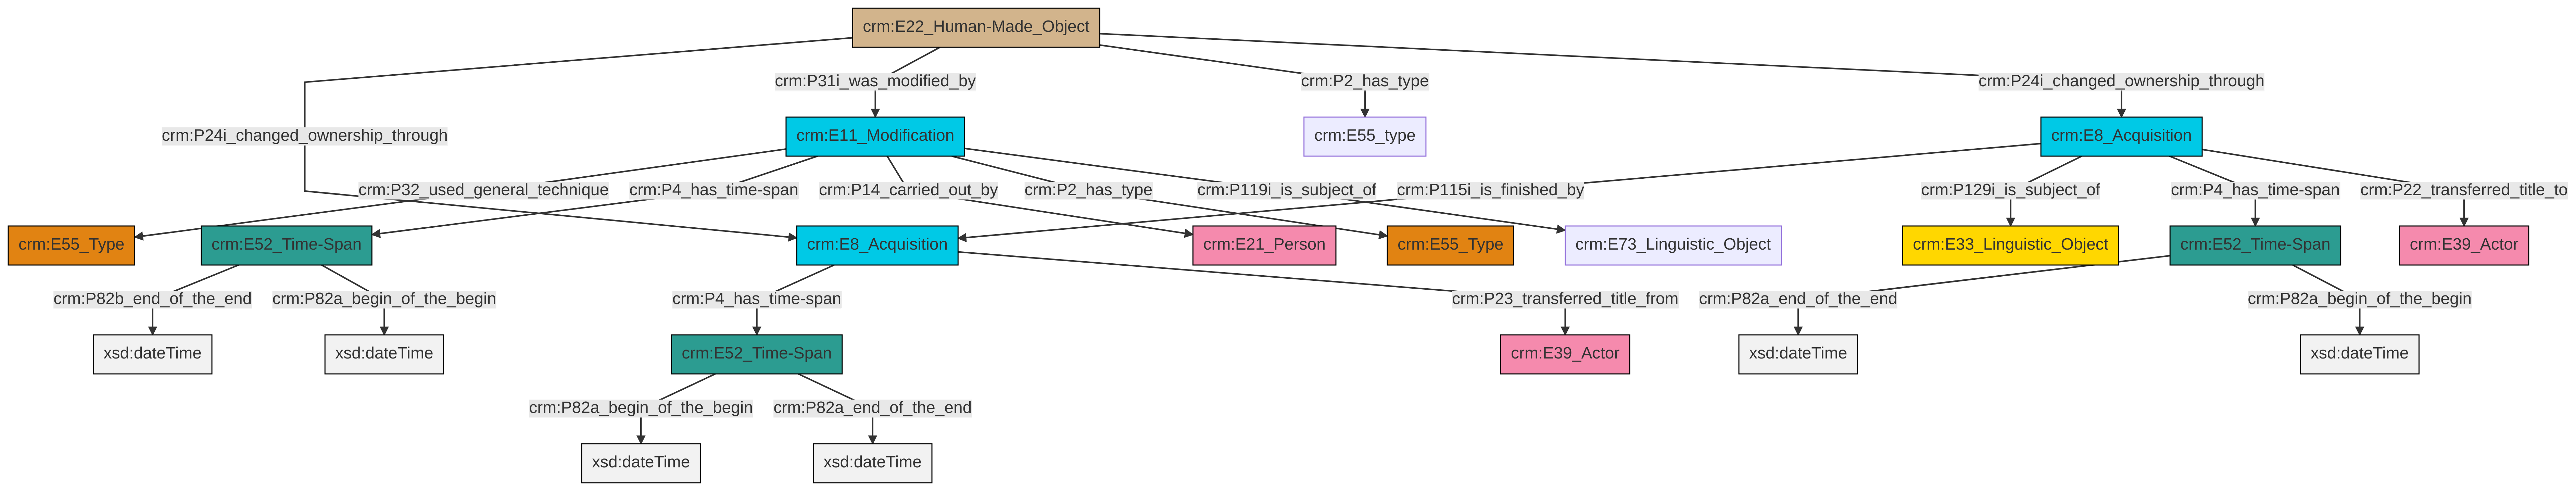 crm:E22_Human-Made_Object
crm:P31i_was_modified_by
crm:P2_has_type
crm:P24i_changed_ownership_through
crm:P24i_changed_ownership_through
crm:E11_Modification
crm:E55_type
crm:E8_Acquisition
crm:P32_used_general_technique
crm:P4_has_time-span
crm:P14_carried_out_by
crm:P2_has_type
crm:P119i_is_subject_of
crm:P115i_is_finished_by
crm:P129i_is_subject_of
crm:P4_has_time-span
crm:P22_transferred_title_to
crm:E55_Type
crm:E52_Time-Span
crm:E8_Acquisition
crm:E21_Person
crm:E55_Type
crm:E73_Linguistic_Object
crm:E33_Linguistic_Object
crm:E52_Time-Span
crm:E39_Actor
crm:P82b_end_of_the_end
crm:P82a_begin_of_the_begin
crm:P4_has_time-span
crm:P23_transferred_title_from
crm:P82a_end_of_the_end
crm:P82a_begin_of_the_begin
xsd:dateTime
xsd:dateTime
crm:E52_Time-Span
crm:E39_Actor
xsd:dateTime
xsd:dateTime
crm:P82a_begin_of_the_begin
crm:P82a_end_of_the_end
xsd:dateTime
xsd:dateTime